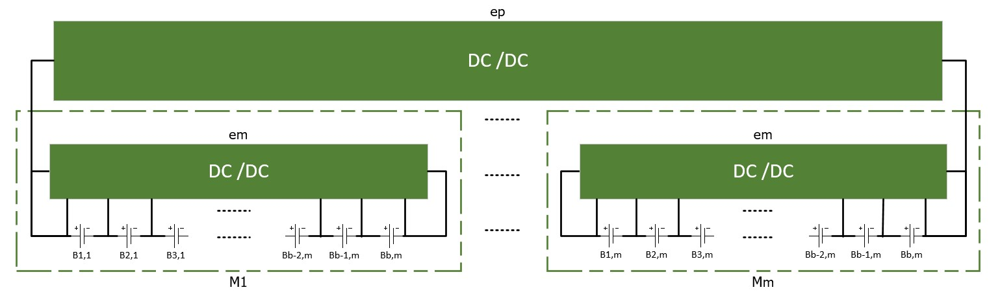 ep
DC /DC
em
em
DC /DC
DC /DC
+ − + − + − + − + − + − + − + − + − + − + − + −
B1,1 B2,1 B3,1 Bb-2,m Bb-1,m Bb,m B1,m B2,m B3,m Bb-2,m Bb-1,m Bb,m
M1 Mm